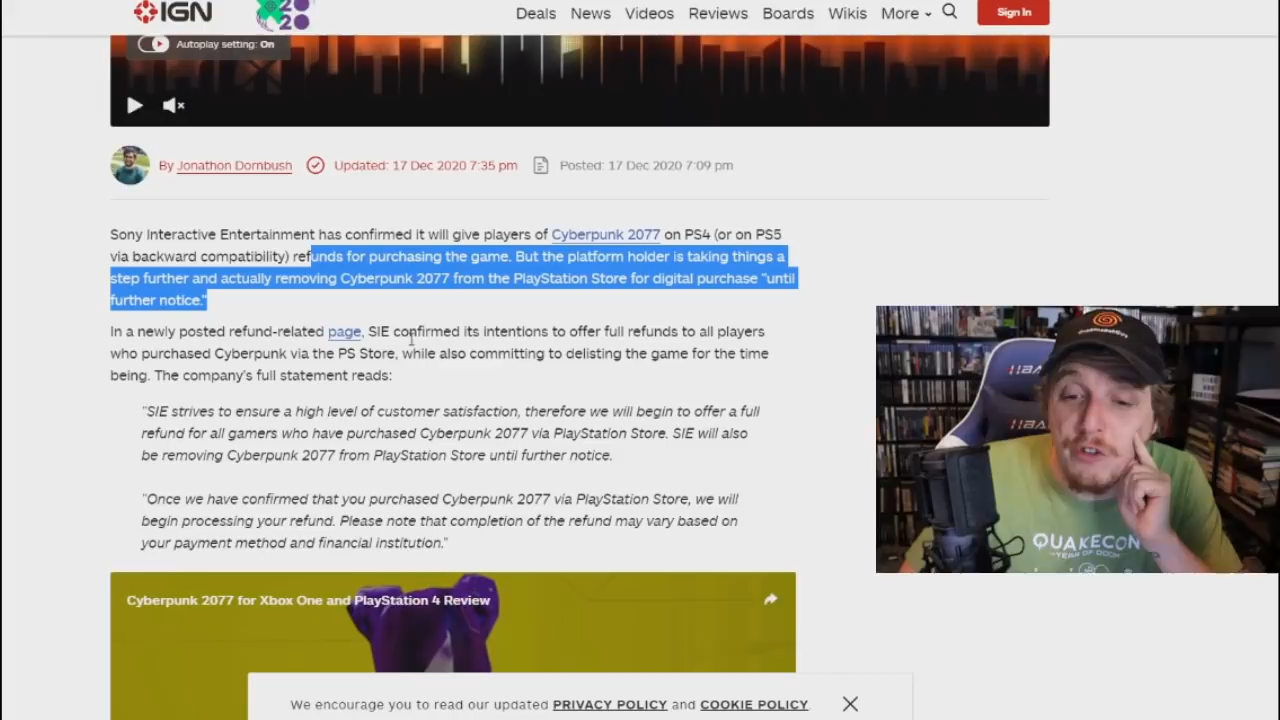 IGN
2020
Deals News Videos Reviews Boards Wikis More Sign In
Autoplay setting: On
By Jonathon Dornbush Updated: 17 Dec 2020 7:35 pm Posted: 17 Dec 2020 7:09 pm
Sony Interactive Entertainment has confirmed it will give players of Cyberpunk 2077 on PS4 (or on PS5
via backward compatibility) refunds for purchasing the game. But the platform holder is taking things a
step further and actually removing Cyberpunk 2077 from the PlayStation Store for digital purchase "until
further notice."
In a newly posted refund-related page, SIE confirmed its intentions to offer full refunds to all players
who purchased Cyberpunk via the PS Store, while also committing to delisting the game for the time
being. The company's full statement reads:
"SIE strives to ensure a high level of customer satisfaction, therefore we will begin to offer a full
refund for all gamers who have purchased Cyberpunk 2077 via PlayStation Store. SIE will also
be removing Cyberpunk 2077 from PlayStation Store until further notice.
"Once we have confirmed that you purchased Cyberpunk 2077 via PlayStation Store, we will
begin processing your refund. Please note that completion of the refund may vary based on
your payment method and financial institution."
QUAKECON
TEAM OF DOOM
Cyberpunk 2077 for Xbox One and PlayStation 4 Review
We encourage you to read our updated PRIVACY POLICY and COOKIE POLICY.